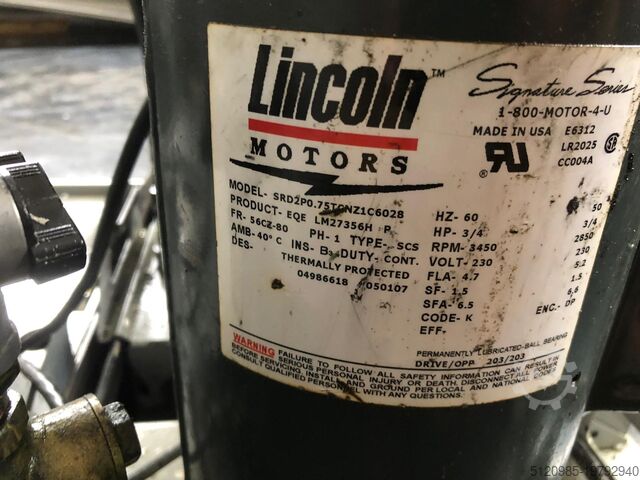 Lincoln™
MOTORS
Signature Series
1-800-MOTOR-4-U
MADE IN USA E6312
LR2025
CC004A
MODEL- SRD2P0.75TCNZ1C6028
PRODUCT- EQE LM27356H P
FR- 56CZ-80 PH- 1 TYPE- SCS
AMB- 40°C INS- B DUTY- CONT.
DES-
THERMALLY PROTECTED
04986618 050107
HZ- 60 50
HP- 3/4 3/4
RPM- 3450 2850
VOLT- 230 230
FLA- 4.7 5.2
SF- 1.5 1.5
SFA- 6.5 6.6
CODE- K ENC.- DP
EFF-
PERMANENTLY LUBRICATED-BALL BEARING
DRIVE/OPP 203/203
WARNING FAILURE TO FOLLOW ALL SAFETY INFORMATION CAN RESULT IN
SERIOUS PERSONAL INJURY OR DEATH. DISCONNECT ALL POWER
BEFORE SERVICING. INSTALL AND GROUND PER LOCAL AND NATIONAL CODES.
CONSULT QUALIFIED PERSONNEL WITH ANY QUESTIONS.
5120985-19792940